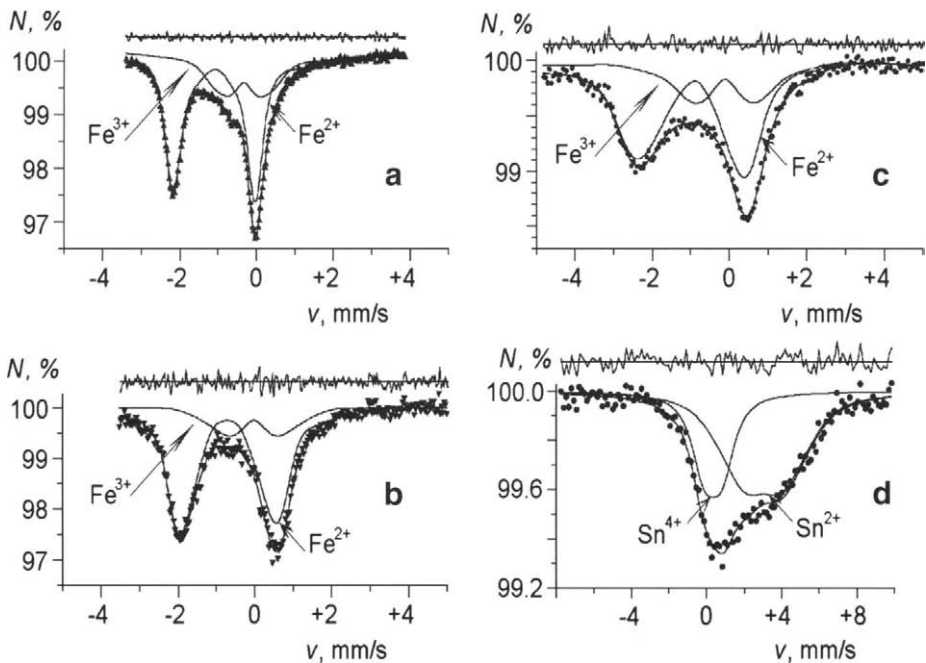 N, %
100
99
98
97
Fe³⁺
Fe²⁺
a
-4
-2
0
+2
+4
v, mm/s
N, %
99
Fe³⁺
Fe²⁺
c
-4
-2
0
+2
+4
v, mm/s
N, %
100
99
98
97
Fe³⁺
Fe²⁺
b
-4
-2
0
+2
+4
v, mm/s
N, %
100.0
99.6
99.2
Sn⁴⁺
Sn²⁺
d
-4
0
+4
+8
v, mm/s